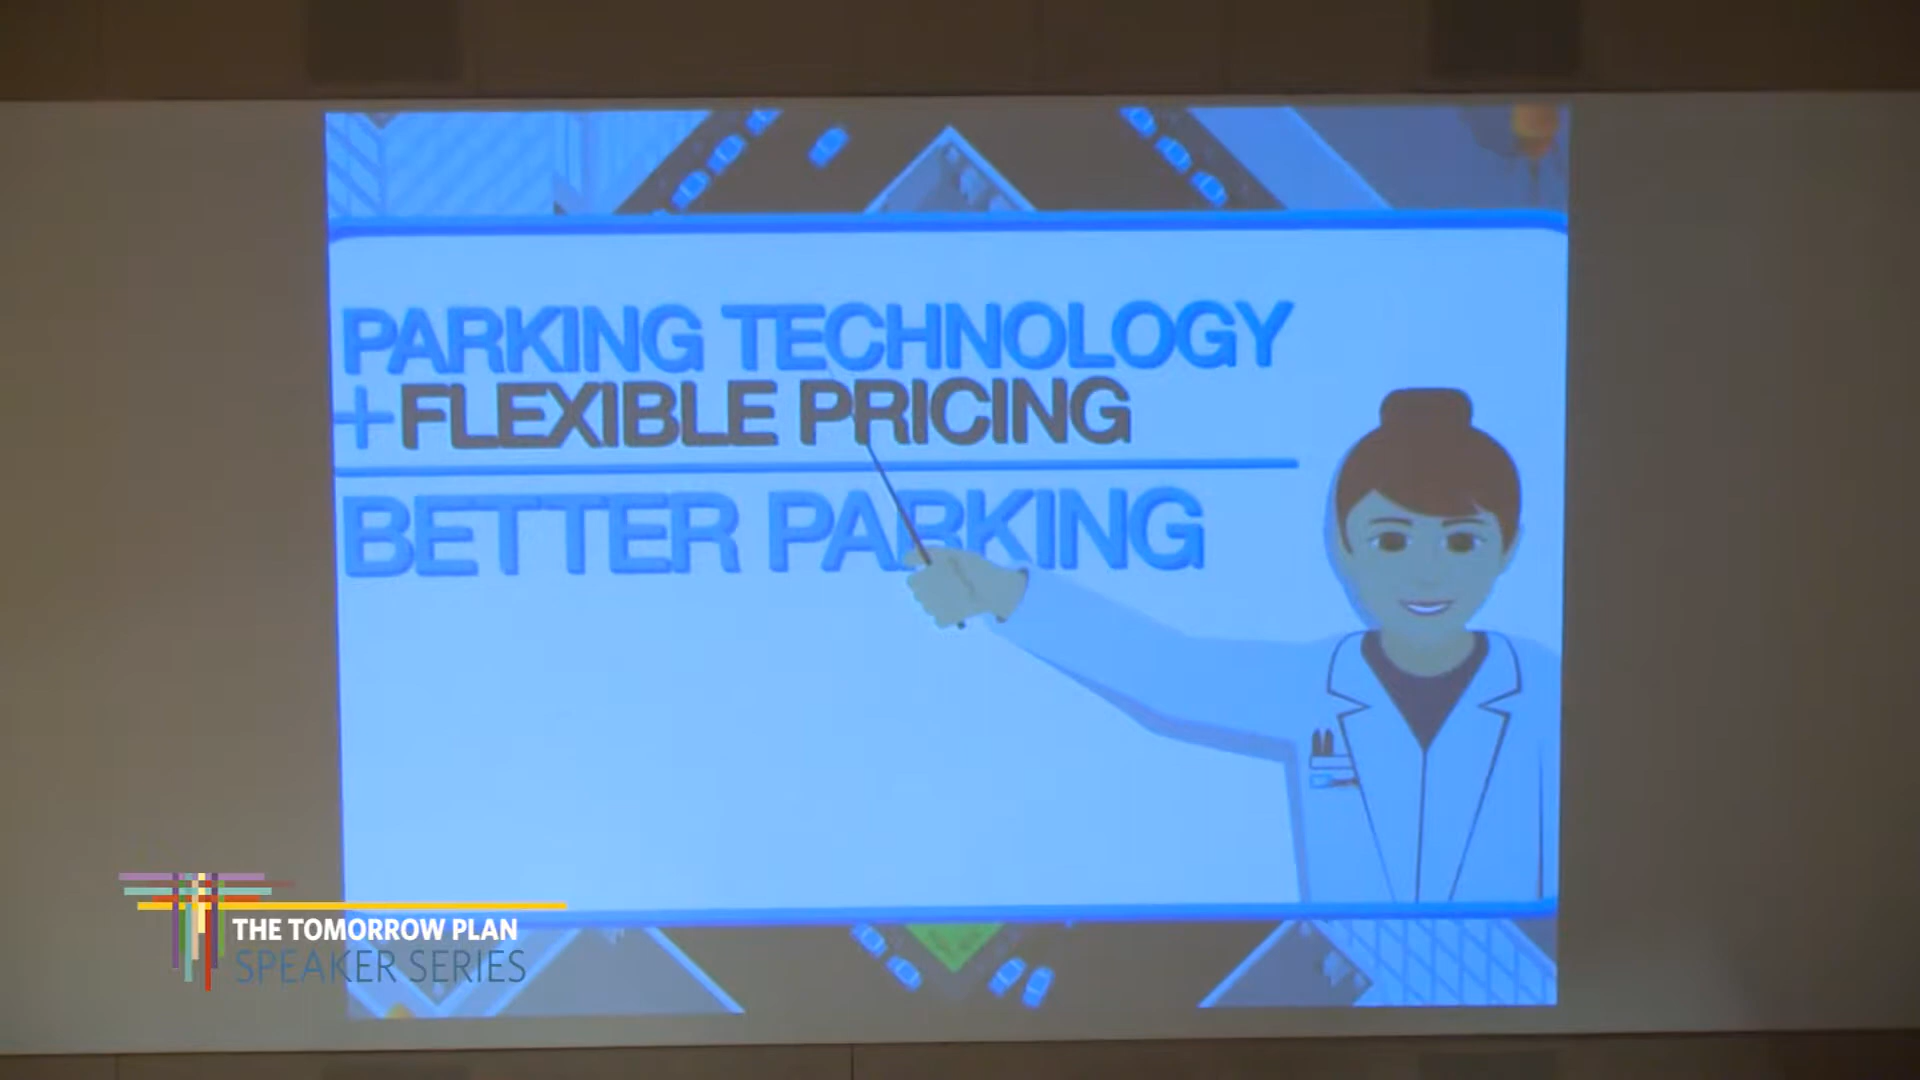 PARKING TECHNOLOGY
+FLEXIBLE PRICING
BETTER PARKING
THE TOMORROW PLAN
SPEAKER SERIES